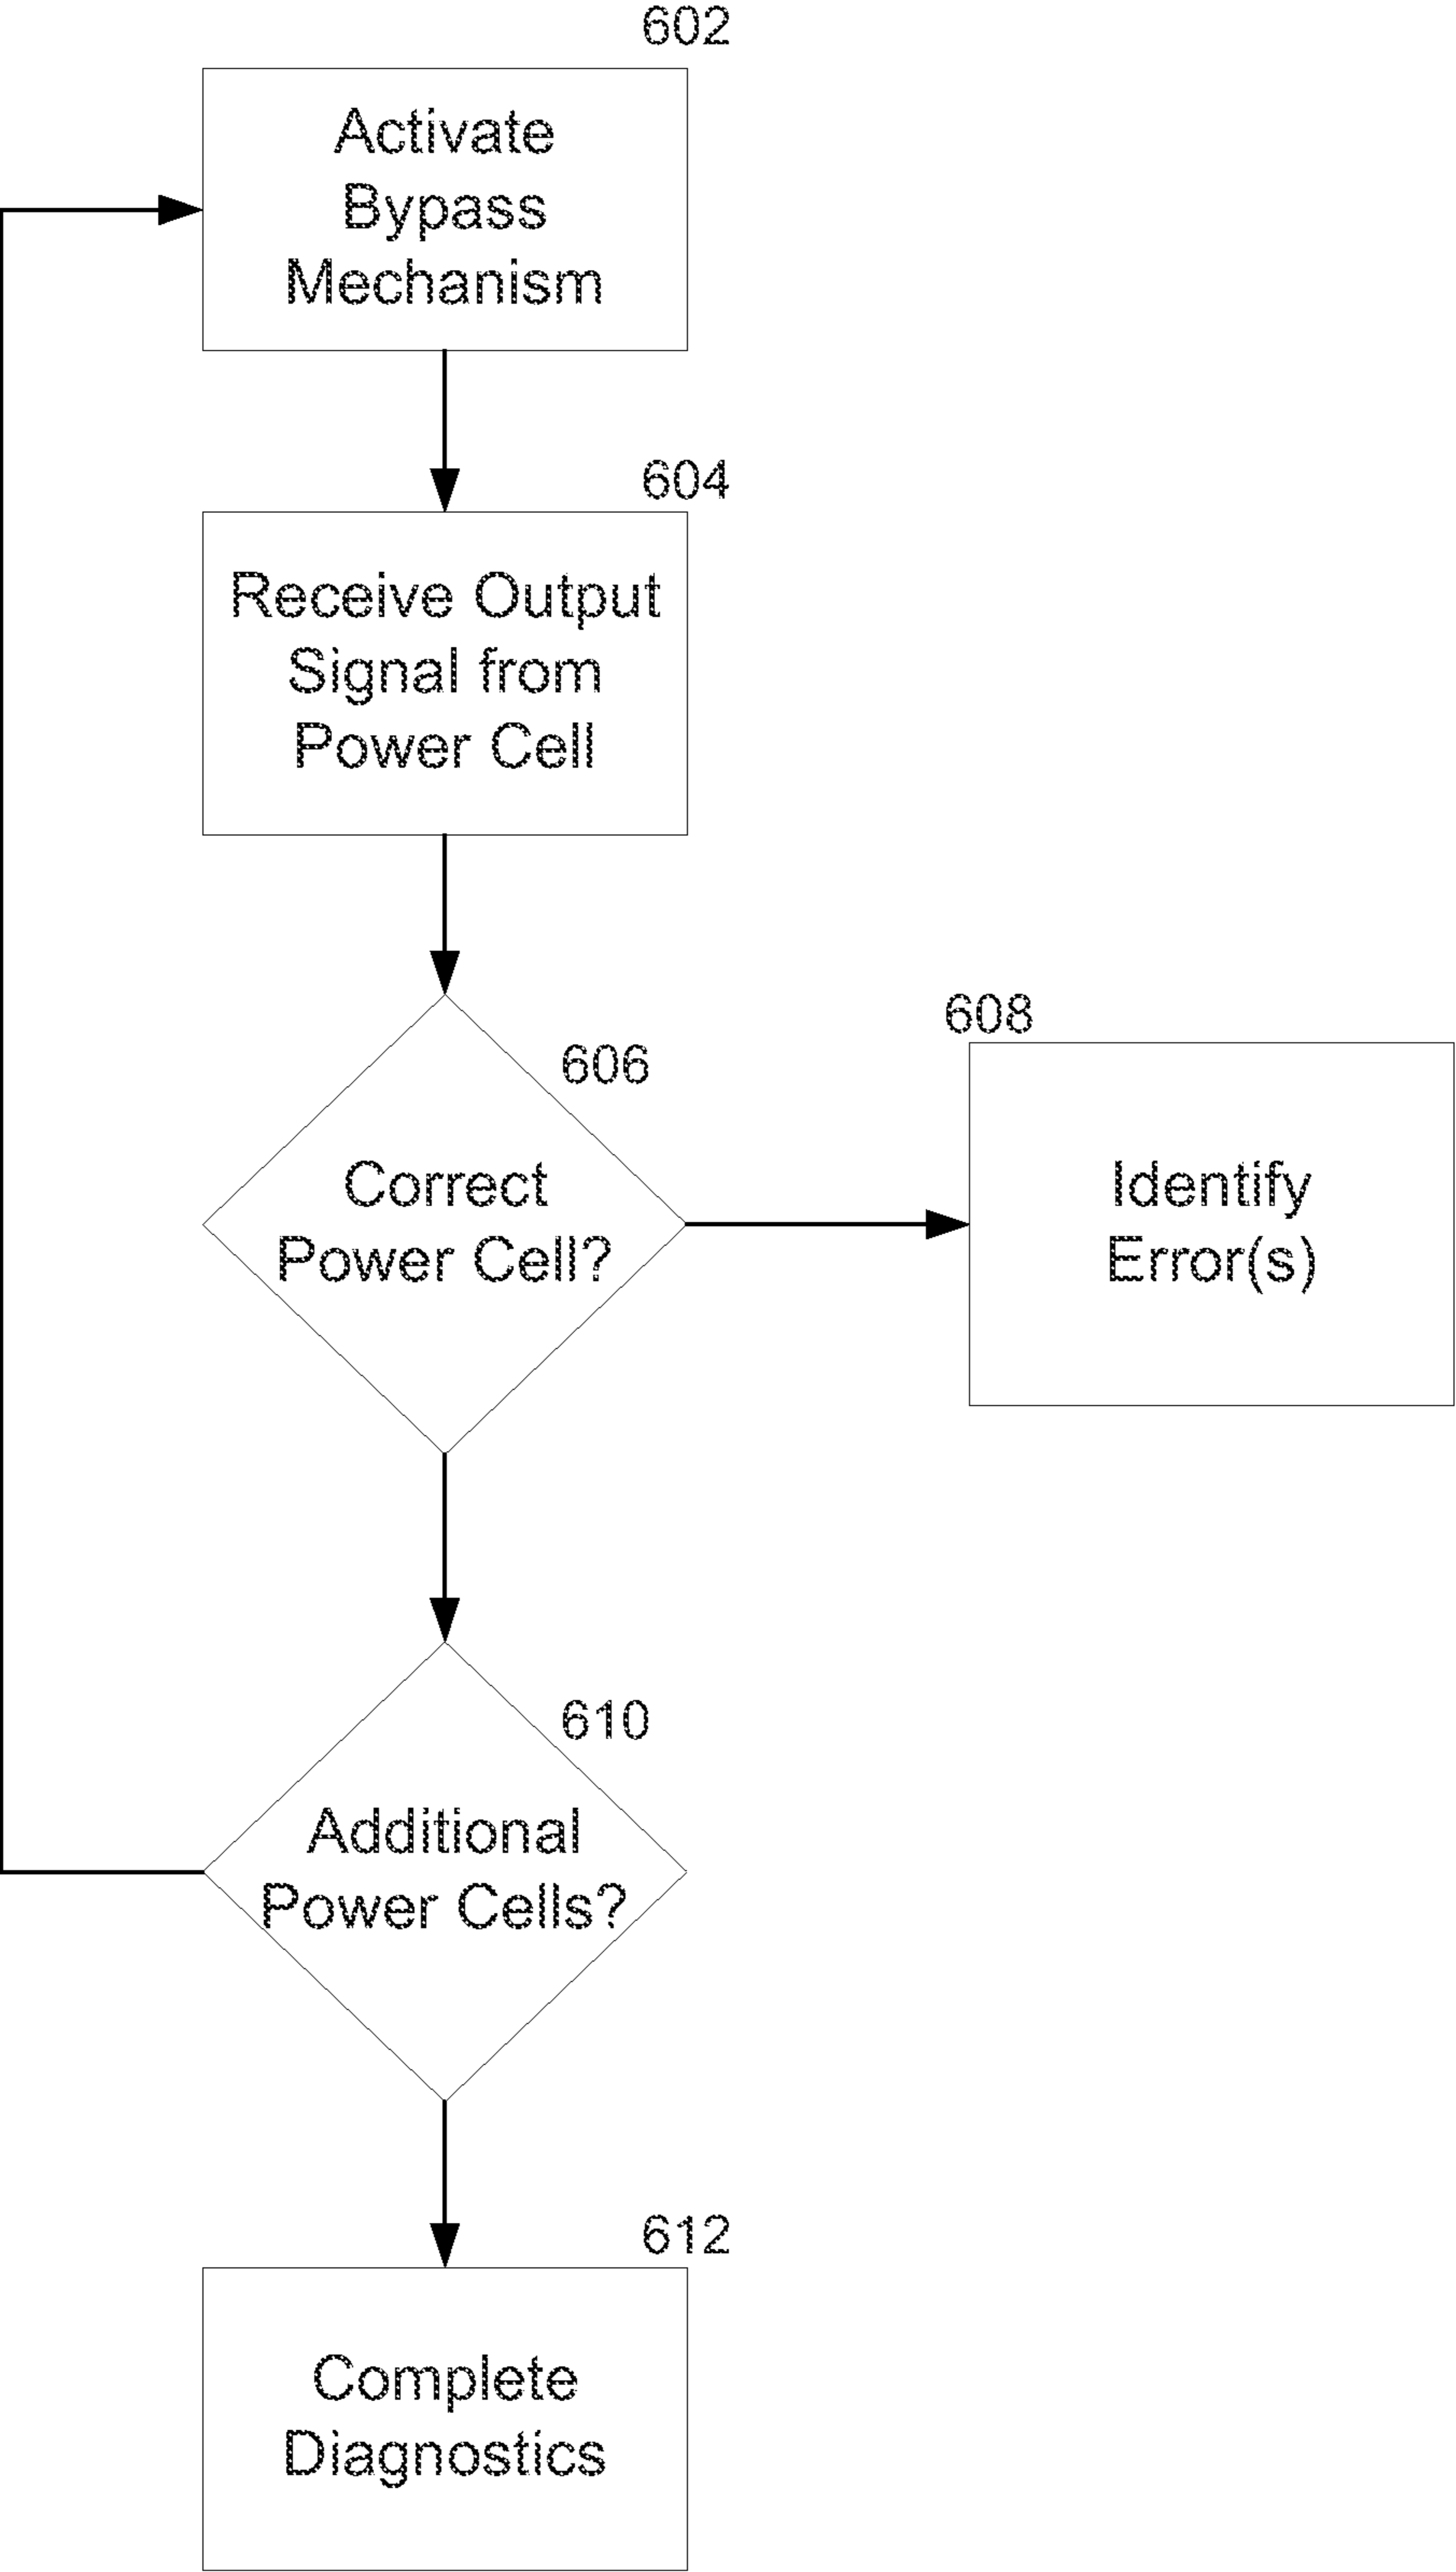 602
Activate
Bypass
Mechanism
604
Receive Output
Signal from
Power Cell
606
Correct
Power Cell?
608
Identify
Error(s)
610
Additional
Power Cells?
612
Complete
Diagnostics